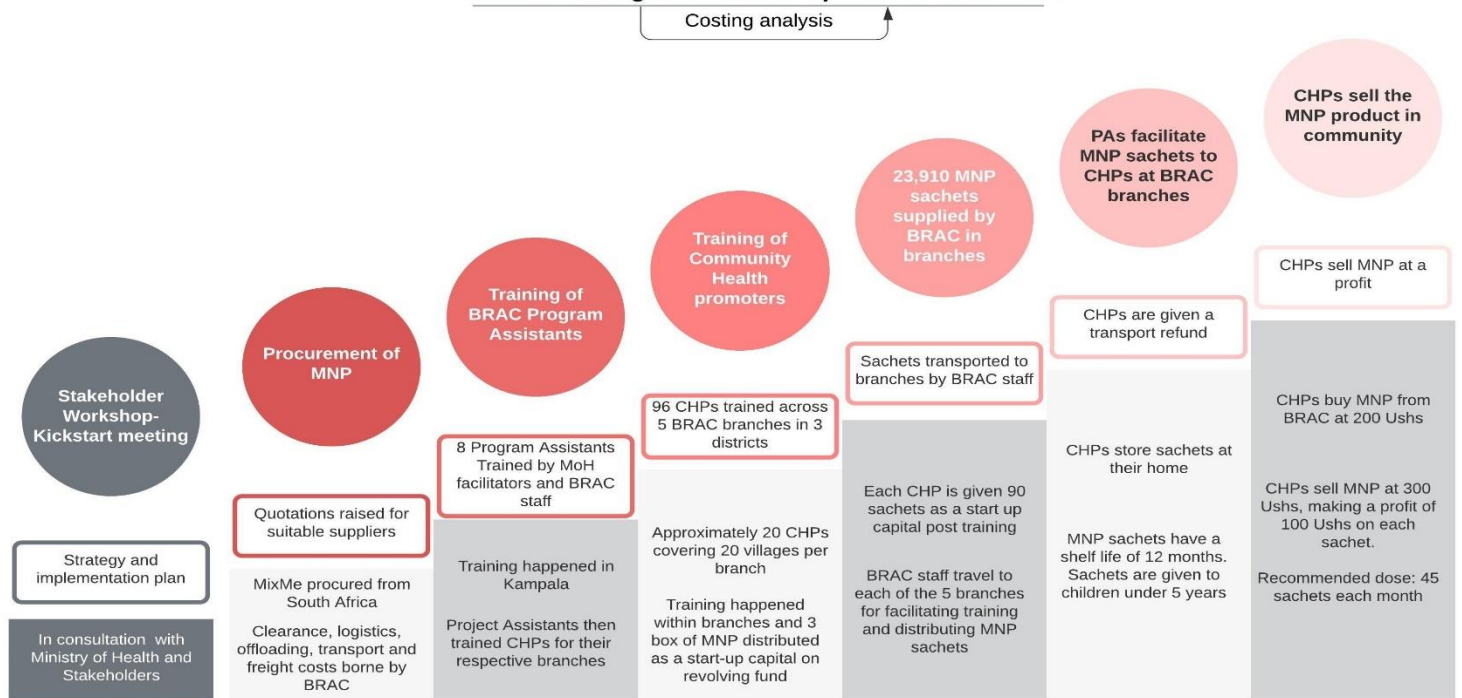 Costing analysis
Stakeholder
Workshop-
Kickstart meeting
Strategy and
implementation plan
In consultation with
Ministry of Health and
Stakeholders
Procurement of
MNP
Quotations raised for
suitable suppliers
MixMe procured from
South Africa
Clearance, logistics,
offloading, transport and
freight costs borne by
BRAC
Training of
BRAC Program
Assistants
8 Program Assistants
Trained by MoH
facilitators and BRAC
staff
Training happened in
Kampala
Project Assistants then
trained CHPs for their
respective branches
Training of
Community
Health
promoters
96 CHPs trained across
5 BRAC branches in 3
districts
Approximately 20 CHPs
covering 20 villages per
branch
Training happened
within branches and 3
box of MNP distributed
as a start-up capital on
revolving fund
23,910 MNP
sachets
supplied by
BRAC in
branches
Sachets transported to
branches by BRAC staff
Each CHP is given 90
sachets as a start up
capital post training
BRAC staff travel to
each of the 5 branches
for facilitating training
and distributing MNP
sachets
PAs facilitate
MNP sachets to
CHPs at BRAC
branches
CHPs are given a
transport refund
CHPs store sachets at
their home
MNP sachets have a
shelf life of 12 months.
Sachets are given to
children under 5 years
CHPs sell the
MNP product in
community
CHPs sell MNP at a
profit
CHPs buy MNP from
BRAC at 200 Ushs
CHPs sell MNP at 300
Ushs, making a profit of
100 Ushs on each
sachet.
Recommended dose: 45
sachets each month